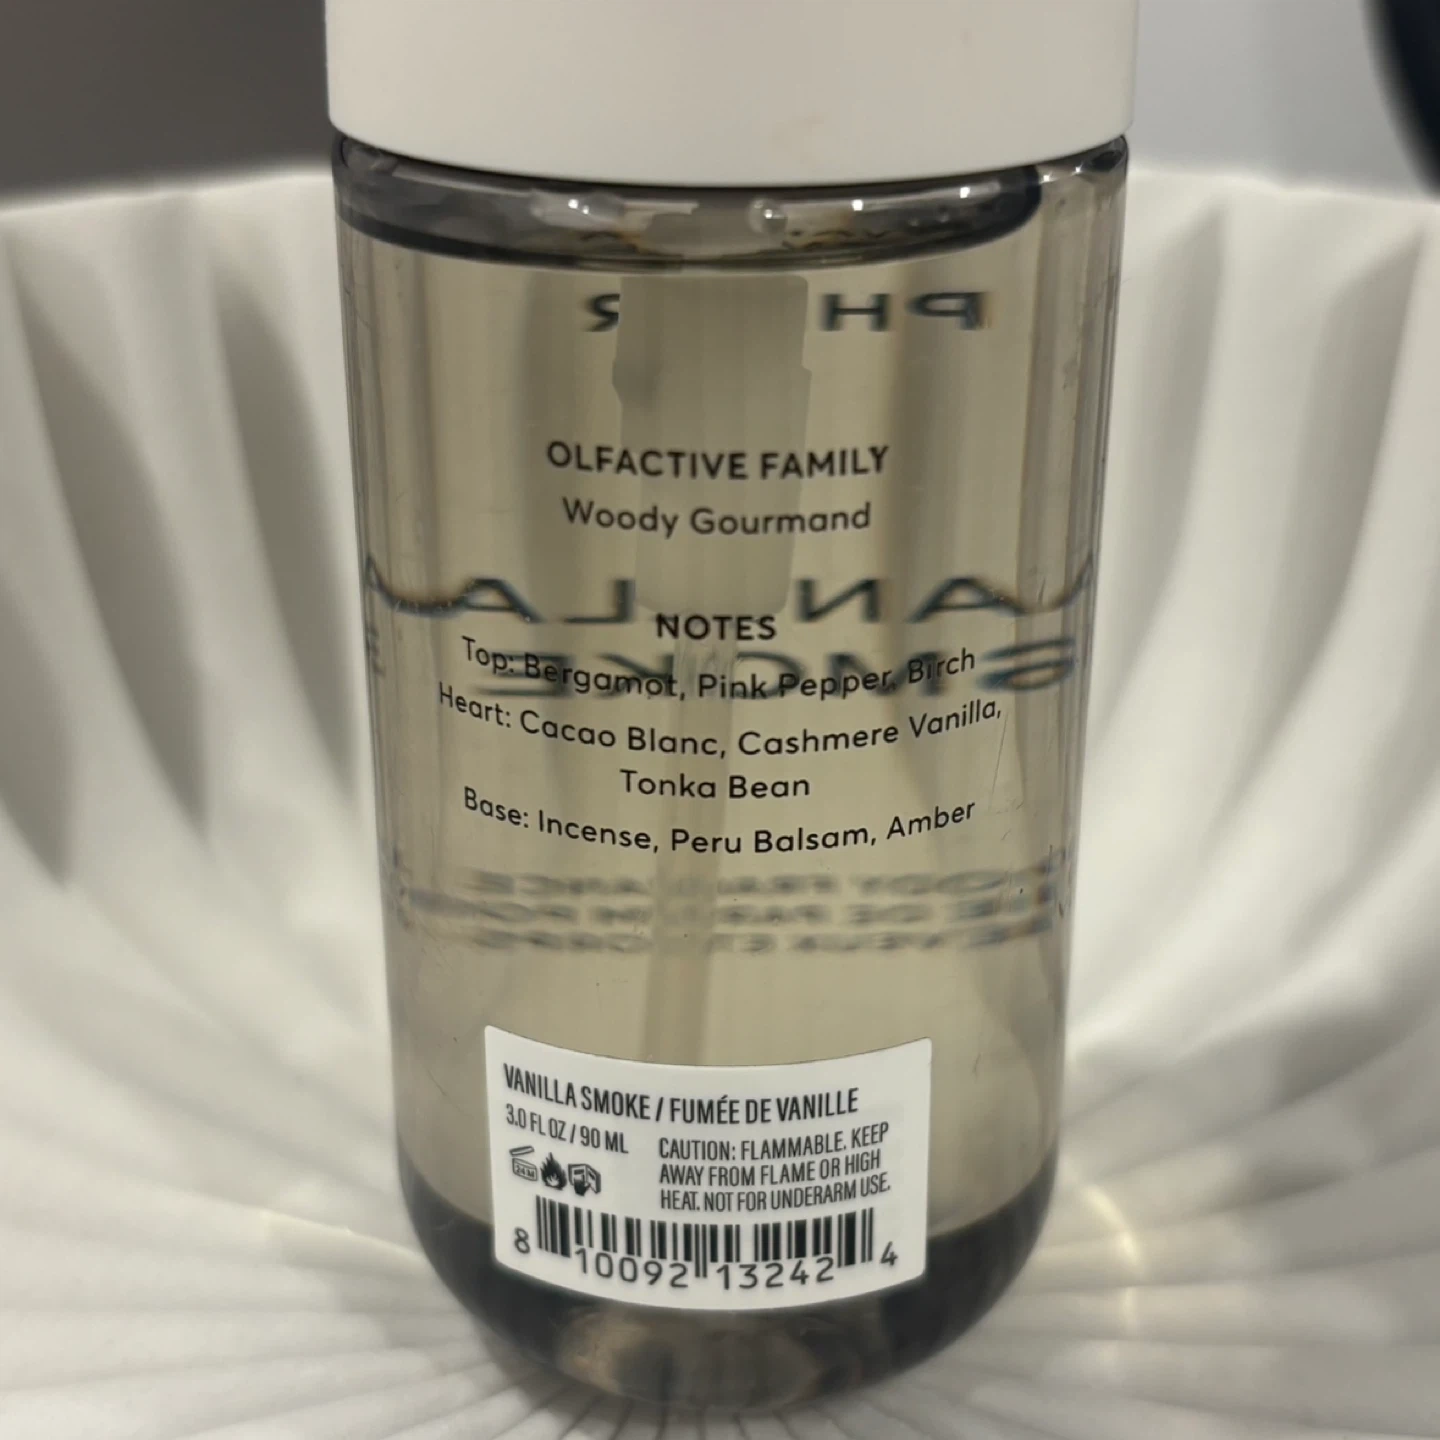 OLFACTIVE FAMILY
Woody Gourmand
NOTES
Top: Bergamot, Pink Pepper, Birch
Heart: Cacao Blanc, Cashmere Vanilla,
Tonka Bean
Base: Incense, Peru Balsam, Amber
VANILLA SMOKE / FUMÉE DE VANILLE
3.0 FL OZ / 90 ML
CAUTION: FLAMMABLE. KEEP
AWAY FROM FLAME OR HIGH
HEAT. NOT FOR UNDERARM USE.
24M
8 10092 13242 4